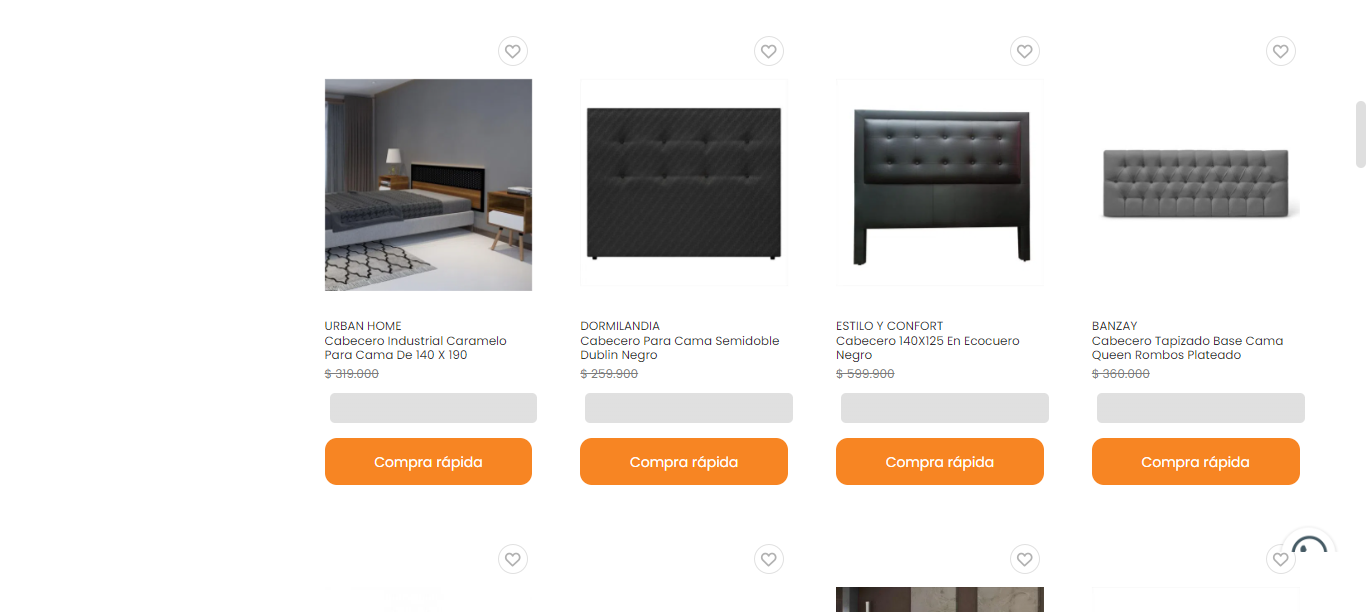 URBAN HOME
Cabecero Industrial Caramelo
Para Cama De 140 X 190
$ 319.000
Compra rápida
DORMILANDIA
Cabecero Para Cama Semidoble
Dublin Negro
$ 259.900
Compra rápida
ESTILO Y CONFORT
Cabecero 140X125 En Ecocuero
Negro
$ 599.900
Compra rápida
BANZAY
Cabecero Tapizado Base Cama
Queen Rombos Plateado
$ 360.000
Compra rápida